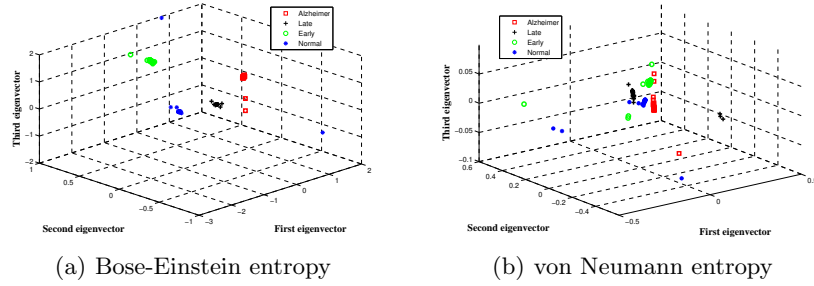 Alzheimer
Late
Early
Normal
2
1
0
−1
−2
Third eigenvector
1
0.5
0
−0.5
−1
Second eigenvector
−3
−2
−1
0
1
2
First eigenvector
(a) Bose-Einstein entropy
Alzheimer
Late
Early
Normal
0.05
0
−0.05
−0.1
Third eigenvector
0.6
0.4
0.2
0
−0.2
−0.4
Second eigenvector
−0.5
0
First eigenvector
(b) von Neumann entropy